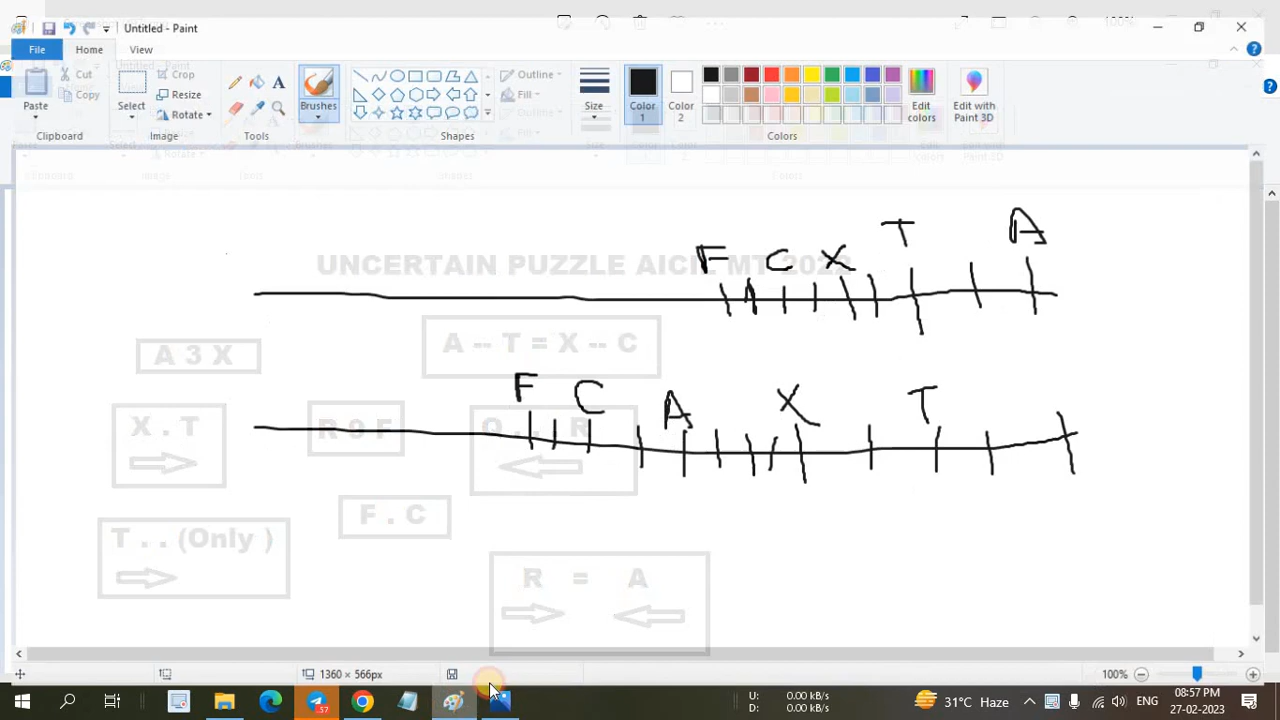 Untitled - Paint
File Home View
Cut
Copy
Paste
Clipboard
Crop
Resize
Rotate
Select
Image
Tools
Brushes
Outline
Fill
Shapes
Size
Color 1
Color 2
Edit colors
Edit with Paint 3D
Colors
T A
F C X
UNCERTAIN PUZZLE AICIL MT 2022
A 3 X
A -- T = X -- C
F C A X T
X . T
R 9 F
F . C
T . . (Only )
R = A
1360 × 566px
100%
U: 0.00 kB/s
D: 0.00 kB/s
31°C Haze
ENG
08:57 PM
27-02-2023